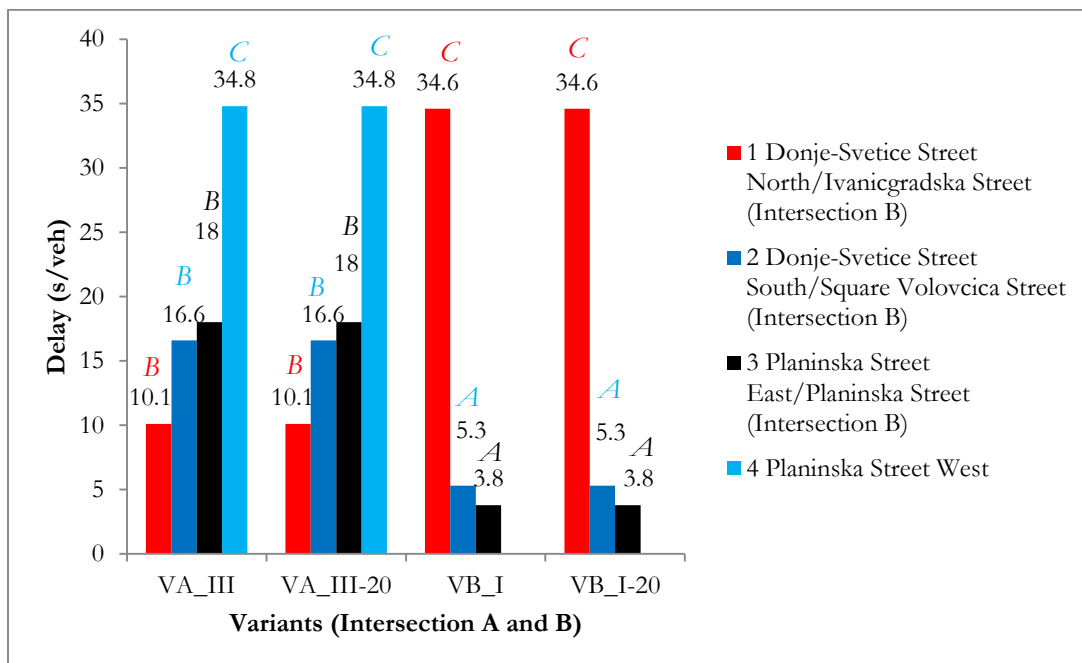 40
35
30
25
20
15
10
5
0
Delay (s/veh)
B
10.1
B
16.6
B
18
C
34.8
B
10.1
B
16.6
B
18
C
34.8
C
34.6
A
5.3
A
3.8
C
34.6
A
5.3
A
3.8
VA_III VA_III-20 VB_I VB_I-20
Variants (Intersection A and B)
1 Donje-Svetice Street
North/Ivanicgradska Street
(Intersection B)
2 Donje-Svetice Street
South/Square Volovcica Street
(Intersection B)
3 Planinska Street
East/Planinska Street
(Intersection B)
4 Planinska Street West